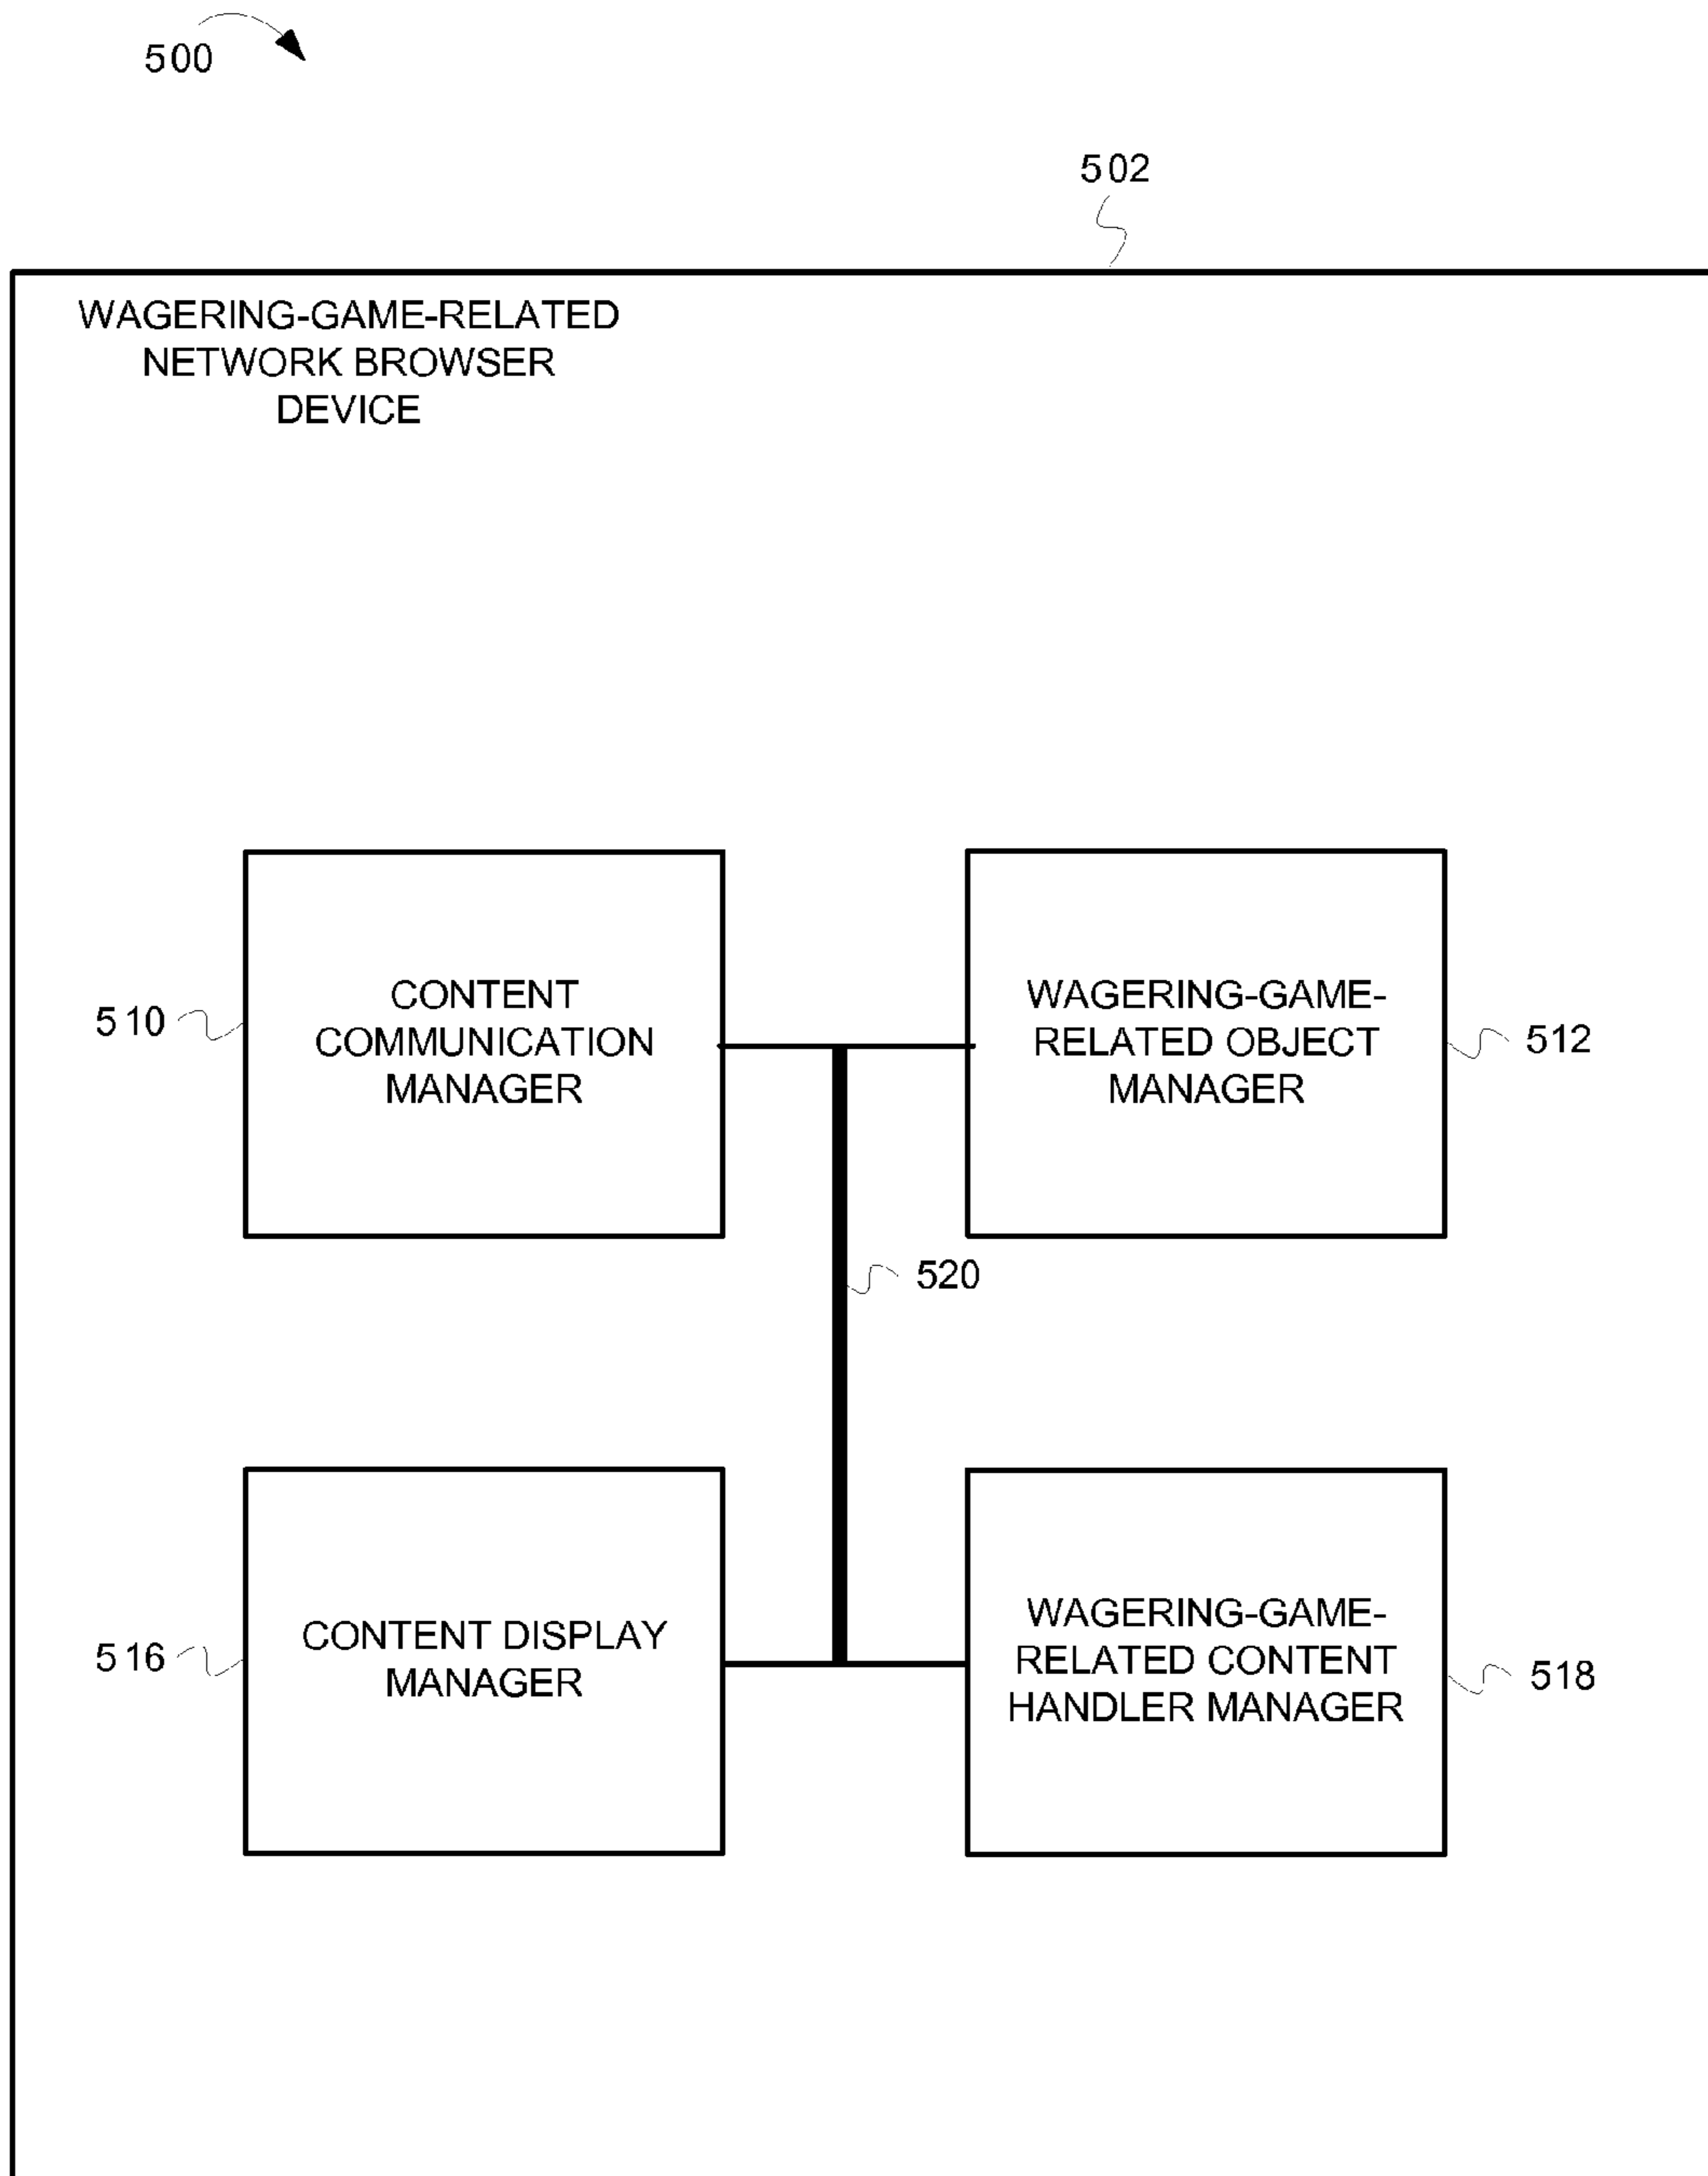 500
502
WAGERING-GAME-RELATED
NETWORK BROWSER
DEVICE
510
CONTENT
COMMUNICATION
MANAGER
WAGERING-GAME-
RELATED OBJECT
MANAGER
512
520
516
CONTENT DISPLAY
MANAGER
WAGERING-GAME-
RELATED CONTENT
HANDLER MANAGER
518